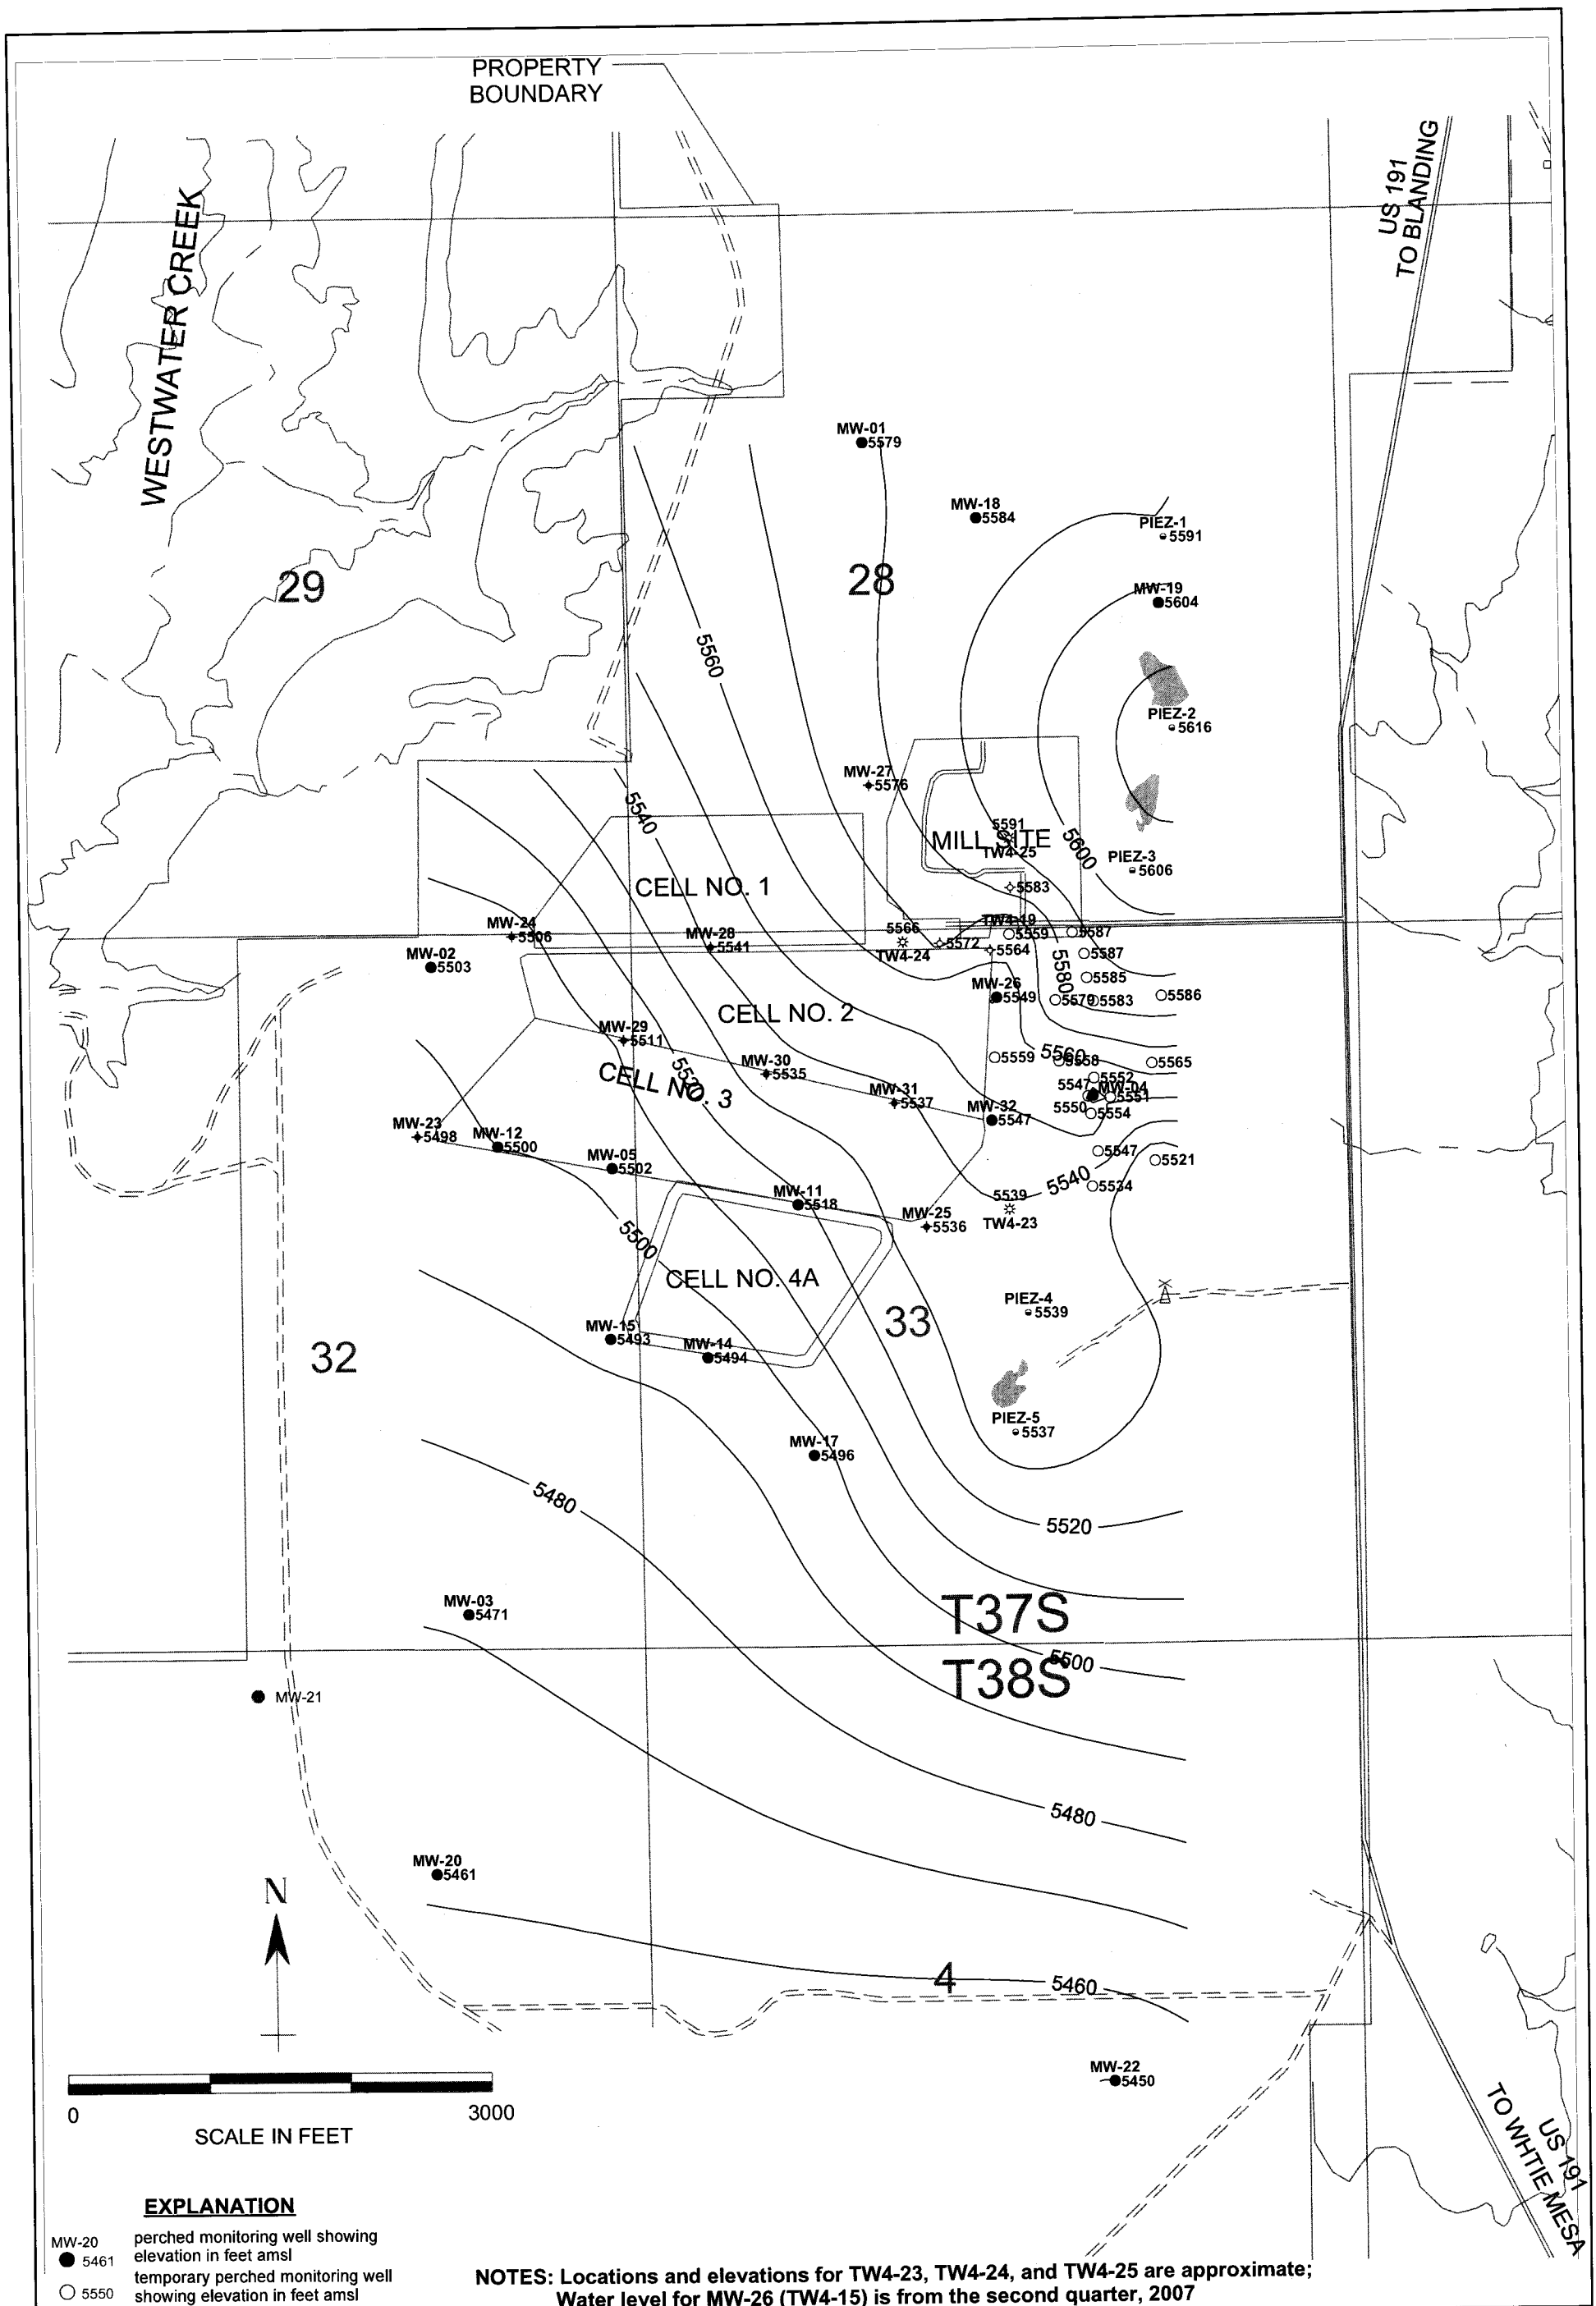 PROPERTY
BOUNDARY
US 191
TO BLANDING
WESTWATER CREEK
MW-01
5579
MW-18
5584
PIEZ-1
5591
29
28
MW-19
5604
5560
PIEZ-2
5616
MW-27
5576
5540
5591
MILL SITE
TW4-25
5600
PIEZ-3
5606
CELL NO. 1
5583
MW-24
5506
MW-28
5541
5566
TW4-24
5572
TW4-19
5559
5587
5564
5587
MW-02
5503
5580
5585
MW-26
5549
5579
5583
5586
CELL NO. 2
MW-29
5511
5559
5560
5558
5565
MW-30
5535
5520
CELL NO. 3
5552
5547
MW-04
MW-31
5537
5550
5551
5554
MW-32
5547
MW-23
5498
MW-12
5500
5547
5521
MW-05
5502
5540
5534
MW-11
5518
5539
TW4-23
MW-25
5536
5500
CELL NO. 4A
PIEZ-4
5539
33
MW-15
5493
32
MW-14
5494
PIEZ-5
5537
MW-17
5496
5480
5520
MW-03
5471
T37S
5500
T38S
MW-21
5480
MW-20
5461
N
4
5460
MW-22
5450
0
3000
SCALE IN FEET
US 191
TO WHTIE MESA
EXPLANATION
MW-20
5461
perched monitoring well showing
elevation in feet amsl
5550
temporary perched monitoring well
showing elevation in feet amsl
NOTES: Locations and elevations for TW4-23, TW4-24, and TW4-25 are approximate;
Water level for MW-26 (TW4-15) is from the second quarter, 2007